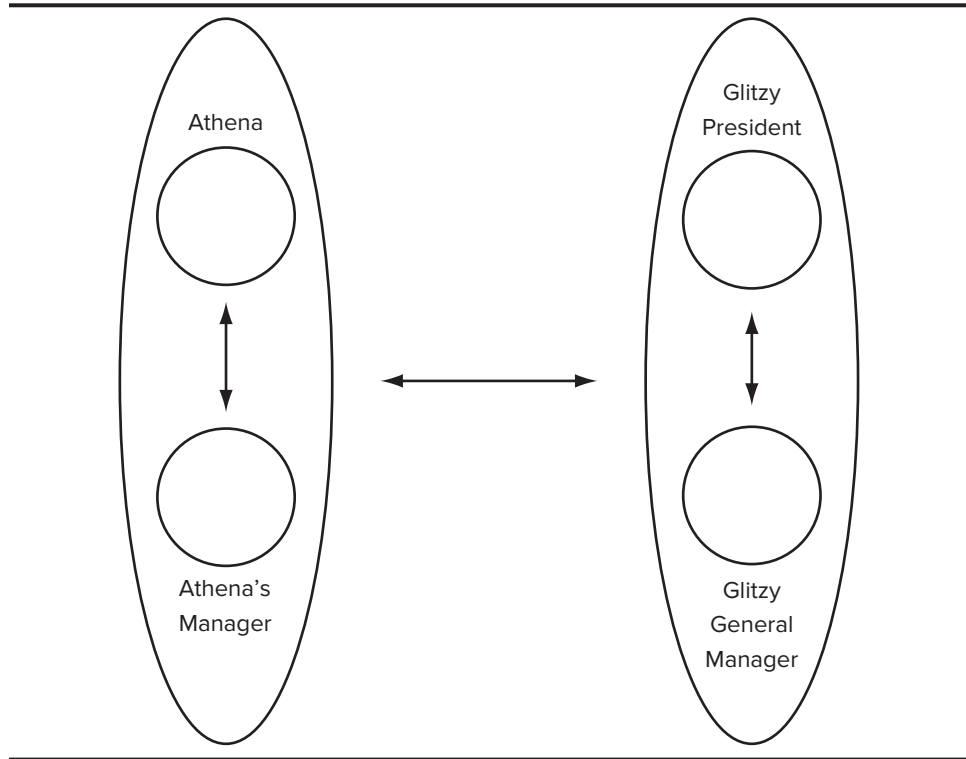 Athena
Athena’s
Manager
Glitzy
President
Glitzy
General
Manager